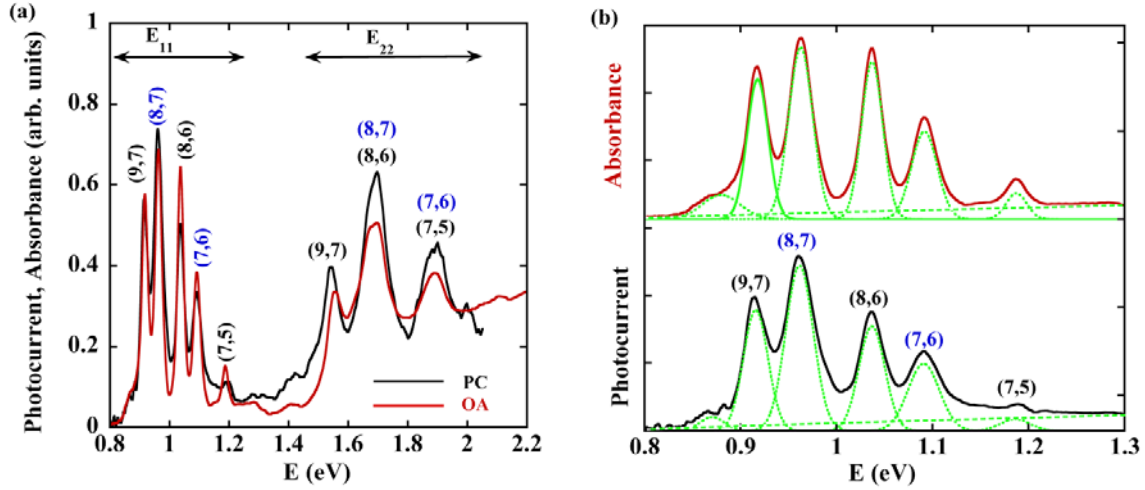 (a)
Photocurrent, Absorbance (arb. units)
1
0.8
0.6
0.4
0.2
0
E11
E22
(9,7)
(8,7)
(8,6)
(7,6)
(7,5)
(9,7)
(8,7)
(8,6)
(7,6)
(7,5)
PC
OA
0.8 1 1.2 1.4 1.6 1.8 2 2.2
E (eV)
(b)
Absorbance
Photocurrent
(9,7)
(8,7)
(8,6)
(7,6)
(7,5)
0.8 0.9 1 1.1 1.2 1.3
E (eV)